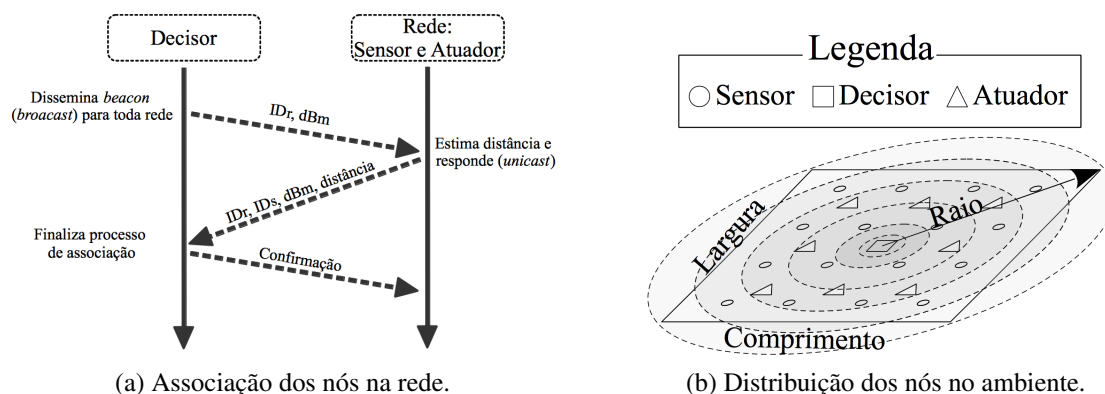 Decisor
Rede:
Sensor e Atuador
Dissemina beacon
(broacast) para toda rede
IDr, dBm
Estima distância e
responde (unicast)
IDr, IDs, dBm, distância
Finaliza processo
de associação
Confirmação
(a) Associação dos nós na rede.
Legenda
Sensor Decisor Atuador
Largura
Raio
Comprimento
(b) Distribuição dos nós no ambiente.